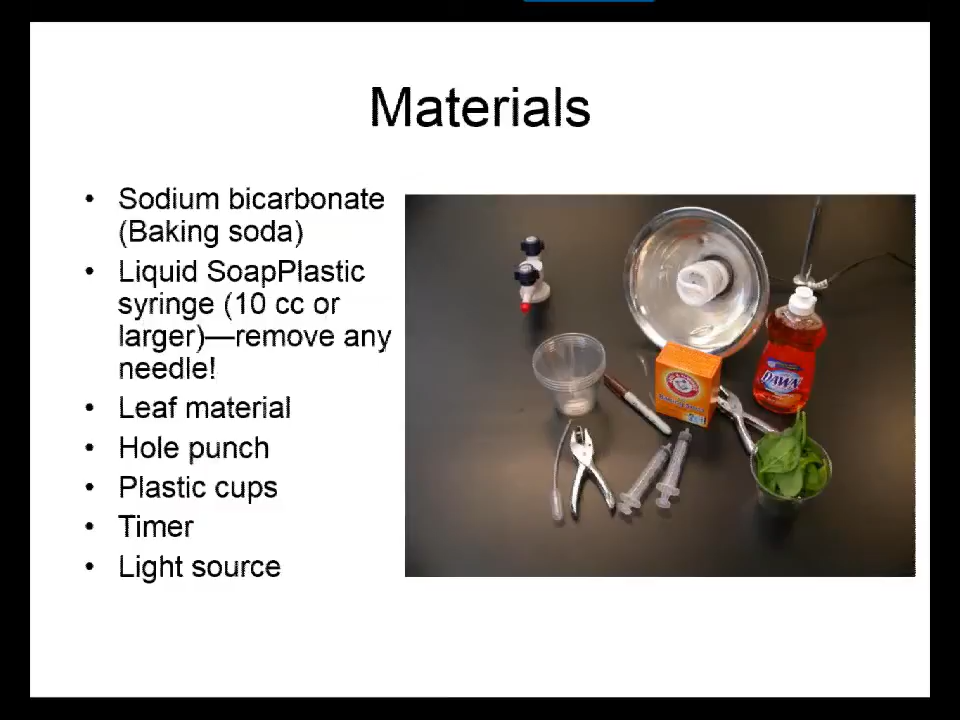 Materials
• Sodium bicarbonate
(Baking soda)
• Liquid SoapPlastic
syringe (10 cc or
larger)—remove any
needle!
• Leaf material
• Hole punch
• Plastic cups
• Timer
• Light source
DAWN